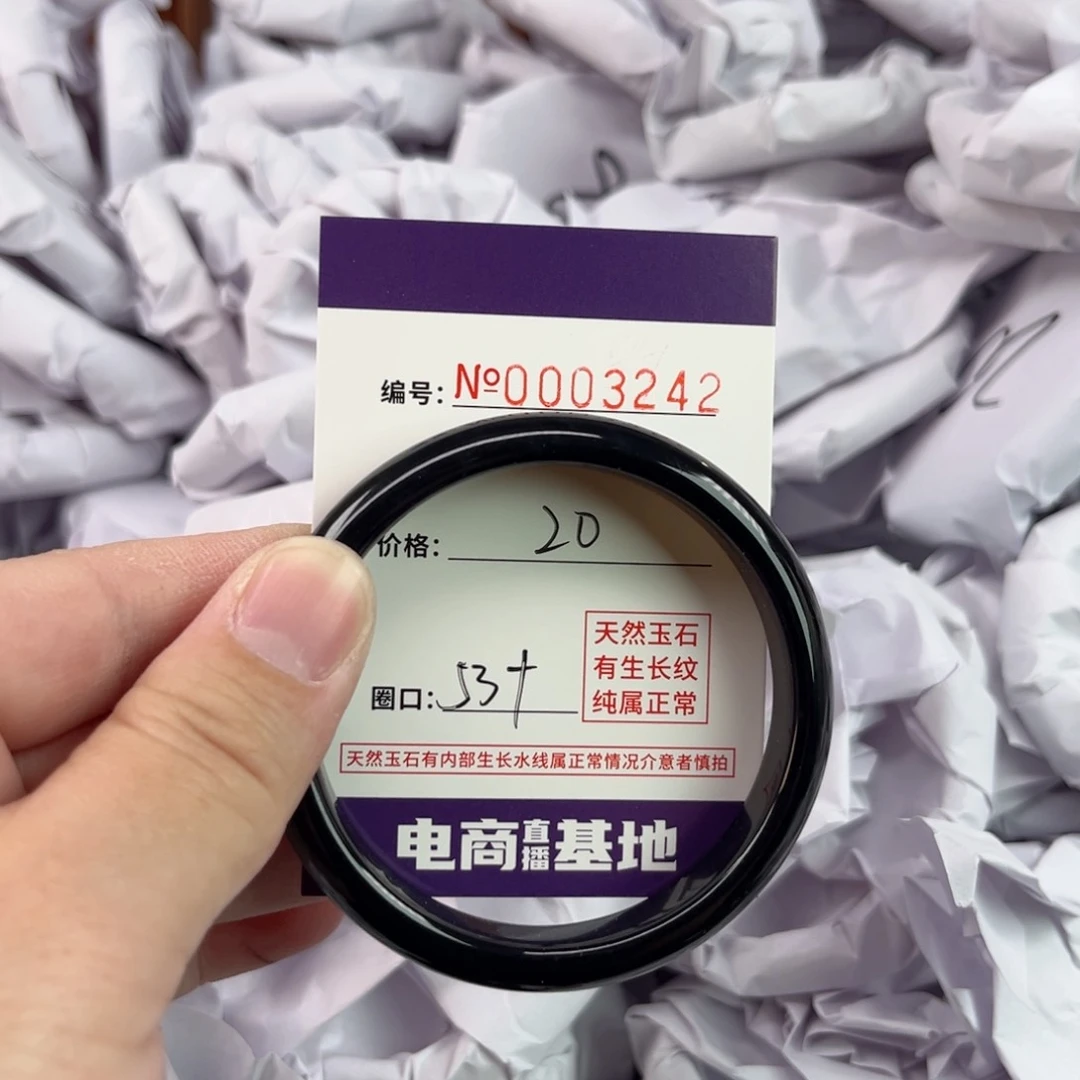 编号: №0003242
价格: 20
天然玉石
有生长纹
纯属正常
圈口: 53+
天然玉石有内部生长水线属正常情况介意者慎拍
电商直播基地